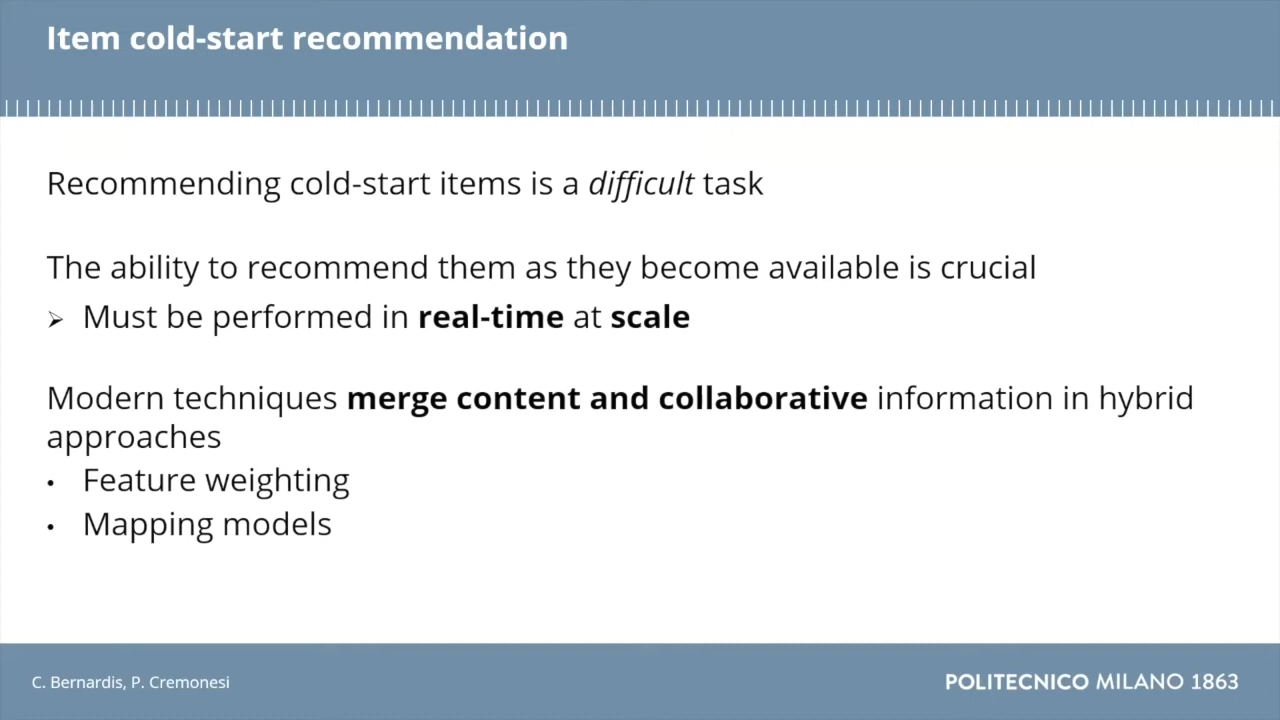 Item cold-start recommendation
Recommending cold-start items is a difficult task
The ability to recommend them as they become available is crucial
➢ Must be performed in real-time at scale
Modern techniques merge content and collaborative information in hybrid
approaches
• Feature weighting
• Mapping models
C. Bernardis, P. Cremonesi
POLITECNICO MILANO 1863